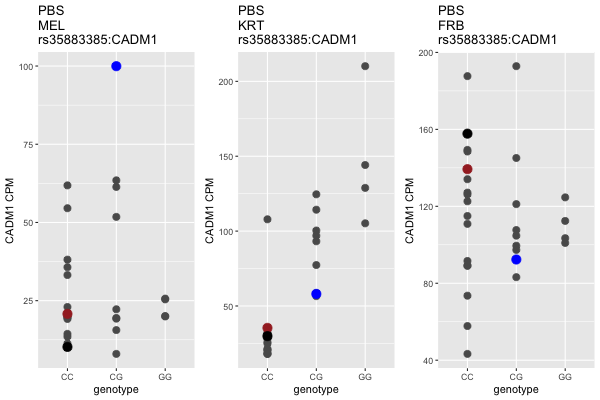 PBS
MEL
rs35883385:CADM1
100
75
50
25
CADM1 CPM
CC
CG
GG
genotype
PBS
KRT
rs35883385:CADM1
200
150
100
50
CADM1 CPM
CC
CG
GG
genotype
PBS
FRB
rs35883385:CADM1
200
160
120
80
40
CADM1 CPM
CC
CG
GG
genotype